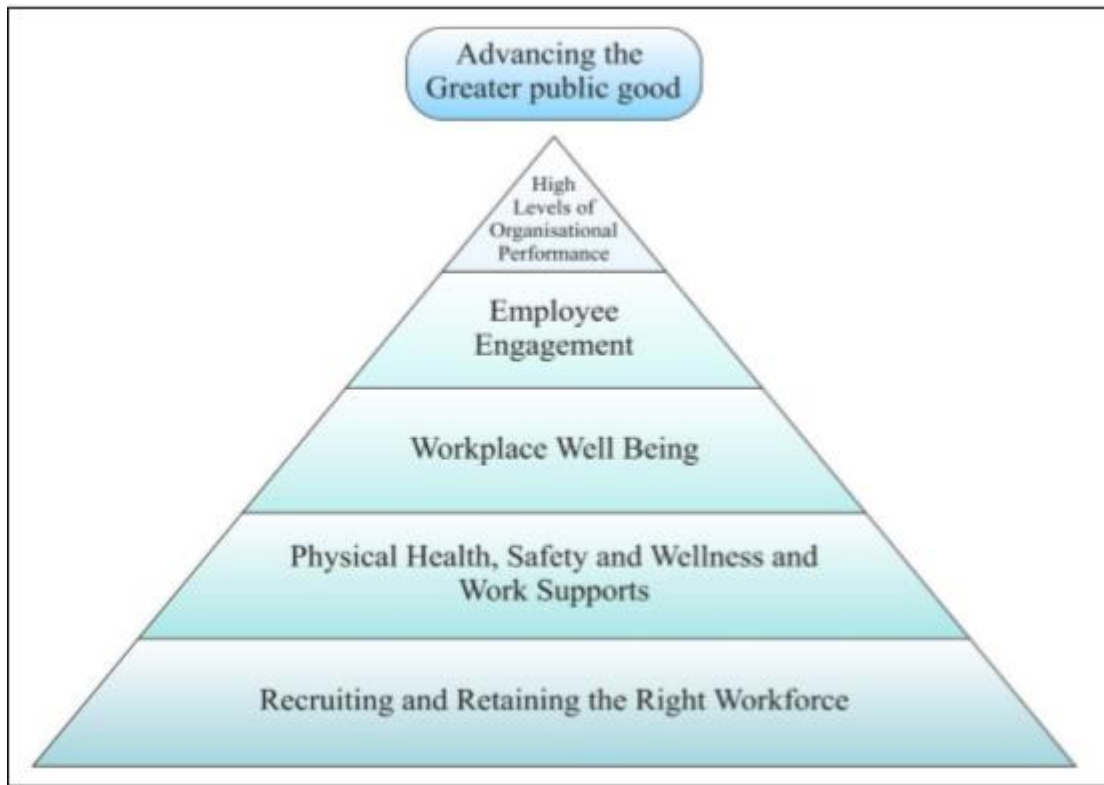 Advancing the
Greater public good
High
Levels of
Organisational
Performance
Employee
Engagement
Workplace Well Being
Physical Health, Safety and Wellness and
Work Supports
Recruiting and Retaining the Right Workforce